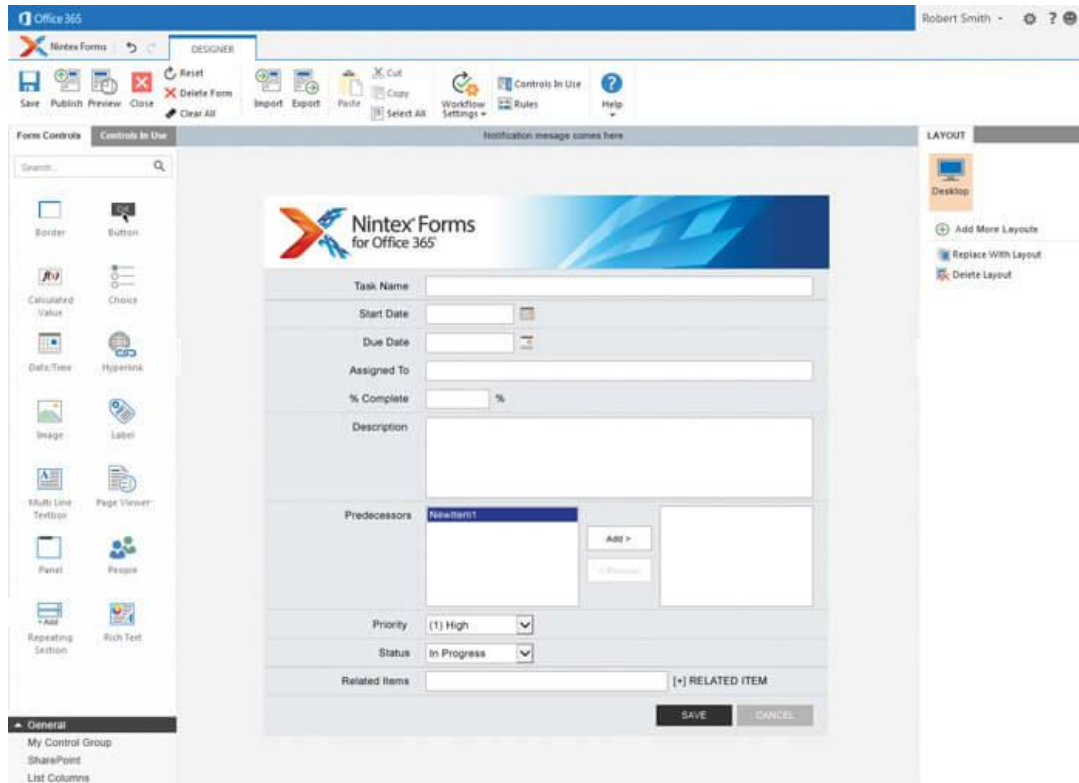 Office 365
Robert Smith
?
Nintex Forms
DESIGNER
Save
Publish
Preview
Close
Reset
Delete Form
Clear All
Import
Export
Paste
Cut
Copy
Select All
Workflow
Settings
Controls In Use
Rules
Help
Form Controls
Controls In Use
Notification mesage comes here
LAYOUT
Search...
Desktop
Add More Layouts
Replace With Layout
Delete Layout
Border
Button
Calculated
Value
Choice
Date/Time
Hyperlink
Image
Label
Multi Line
Textbox
Page Viewer
Panel
People
Repeating
Section
Rich Text
General
My Control Group
SharePoint
List Columns
Nintex Forms
for Office 365
Task Name
Start Date
Due Date
Assigned To
% Complete
%
Description
Predecessors
NewItem1
Add >
< Remove
Priority
(1) High
Status
In Progress
Related Items
[+] RELATED ITEM
SAVE
CANCEL